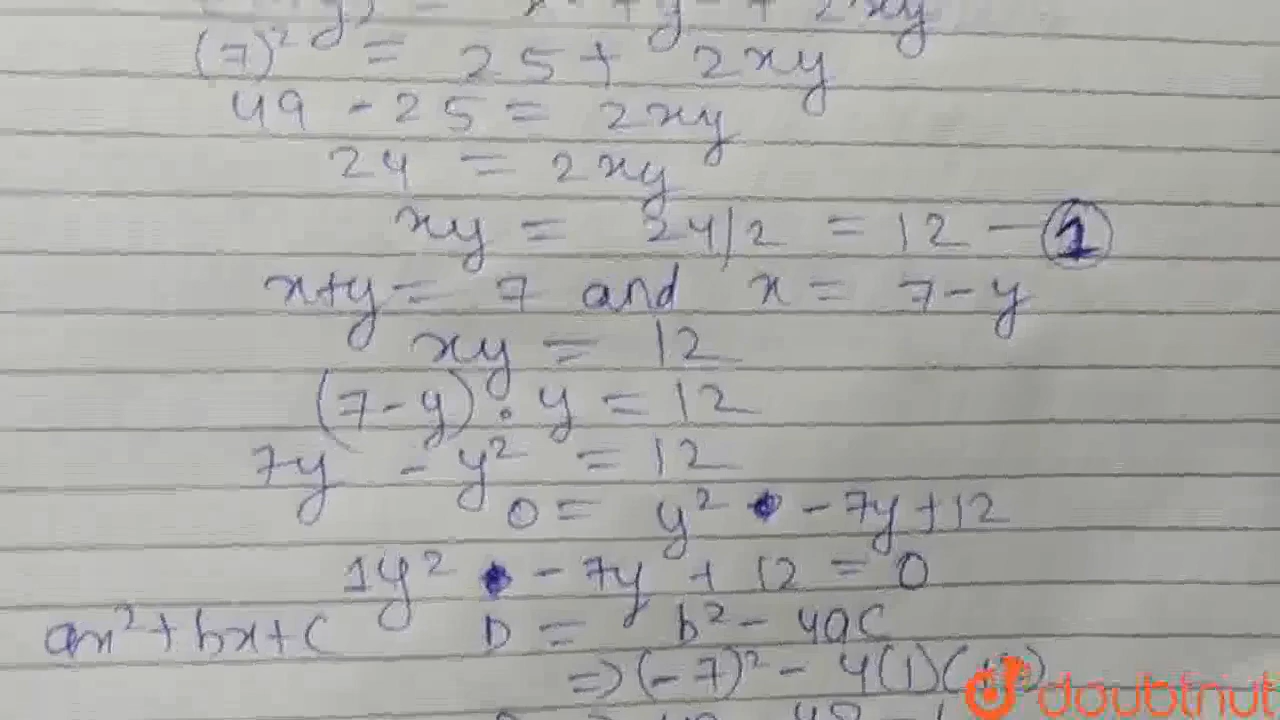 (7)² = 25 + 2xy
49 - 25 = 2xy
24 = 2xy
xy = 24/2 = 12 - 1
x+y = 7 and x = 7-y
xy = 12
(7-y) . y = 12
7y - y² = 12
0 = y² - 7y + 12
1y² - 7y + 12 = 0
ax² + bx + C D = b² - 4aC
=> (-7)² - 4(1)(
doubtnut